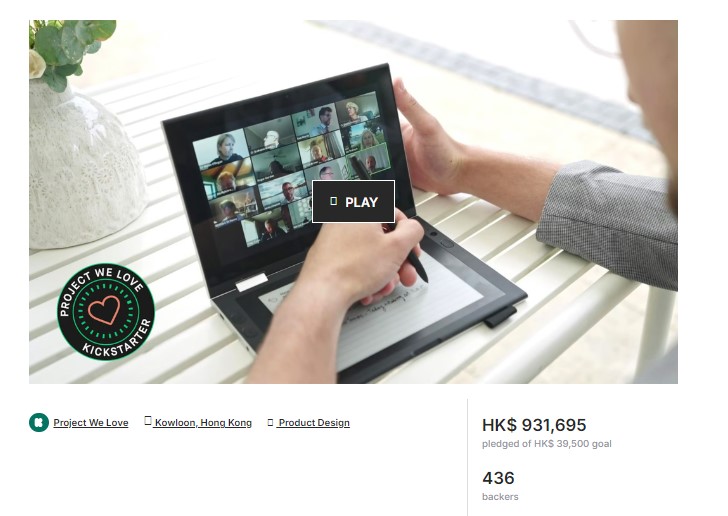 PLAY
PROJECT WE LOVE
KICKSTARTER
Project We Love
Kowloon, Hong Kong
Product Design
HK$ 931,695
pledged of HK$ 39,500 goal
436
backers